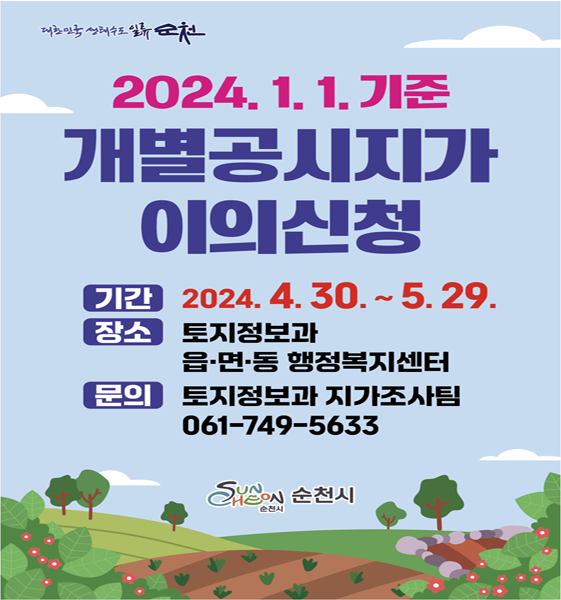 대한민국 생태수도 일류 순천
2024. 1. 1. 기준
개별공시지가
이의신청
기간 2024. 4. 30. ~ 5. 29.
장소 토지정보과
읍·면·동 행정복지센터
문의 토지정보과 지가조사팀
061-749-5633
SUNCHEON 순천시 순천시